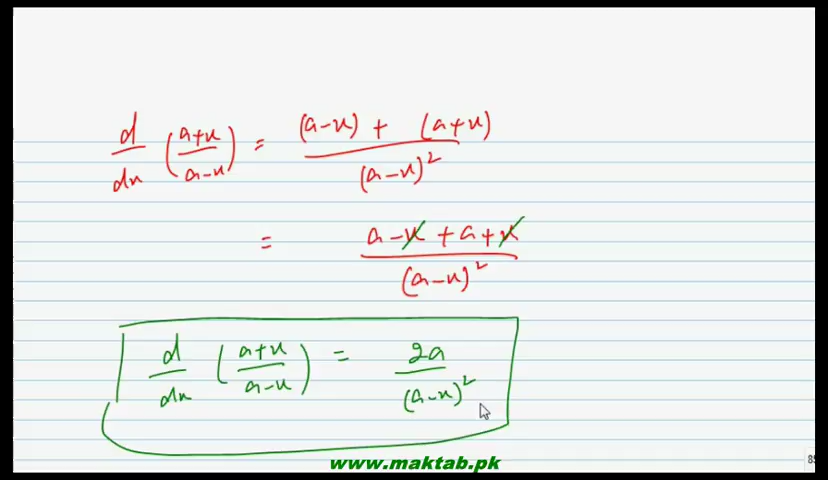 d/dx (a+x/a-x) = (a-x) + (a+x)/(a-x)²
= a-x + a+x/(a-x)²
d/dx (a+x/a-x) = 2a/(a-x)²
www.maktab.pk